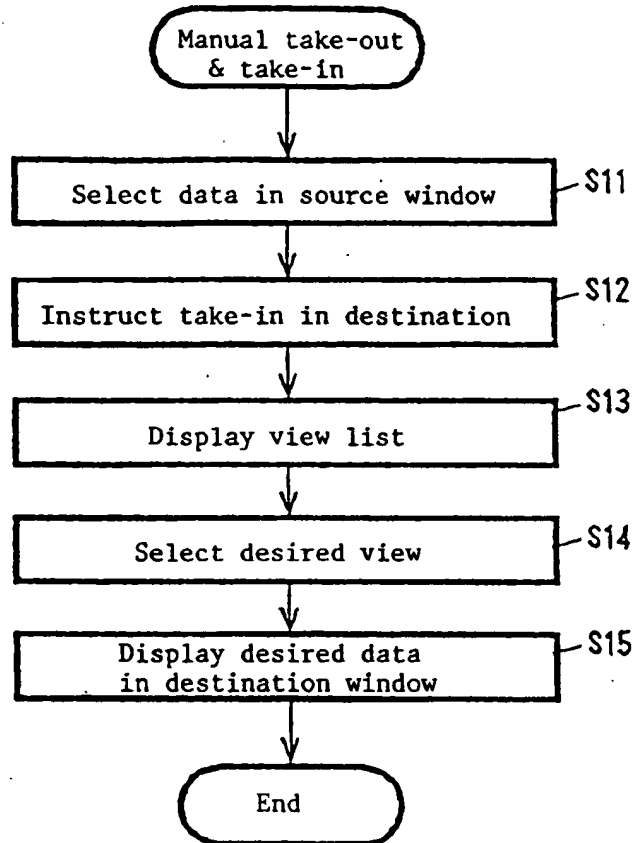 Manual take-out
& take-in
Select data in source window
S11
Instruct take-in in destination
S12
Display view list
S13
Select desired view
S14
Display desired data
in destination window
S15
End